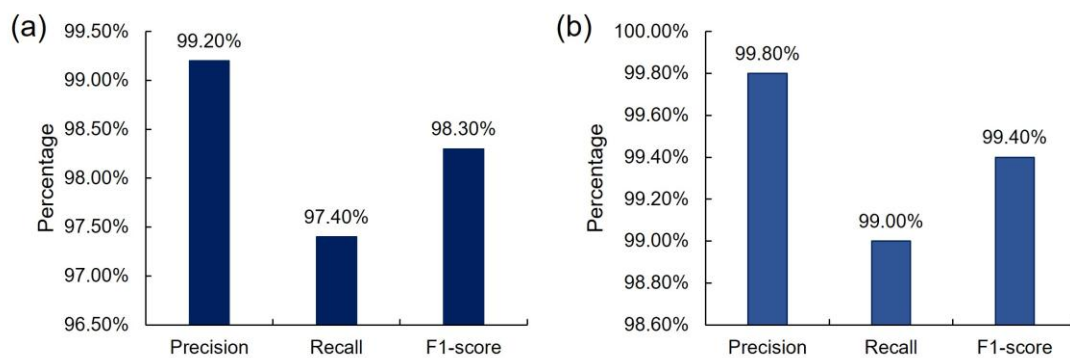 (a)
99.50%
99.00%
98.50%
98.00%
97.50%
97.00%
96.50%
Percentage
99.20%
97.40%
98.30%
Precision
Recall
F1-score
(b)
100.00%
99.80%
99.60%
99.40%
99.20%
99.00%
98.80%
98.60%
Percentage
99.80%
99.00%
99.40%
Precision
Recall
F1-score